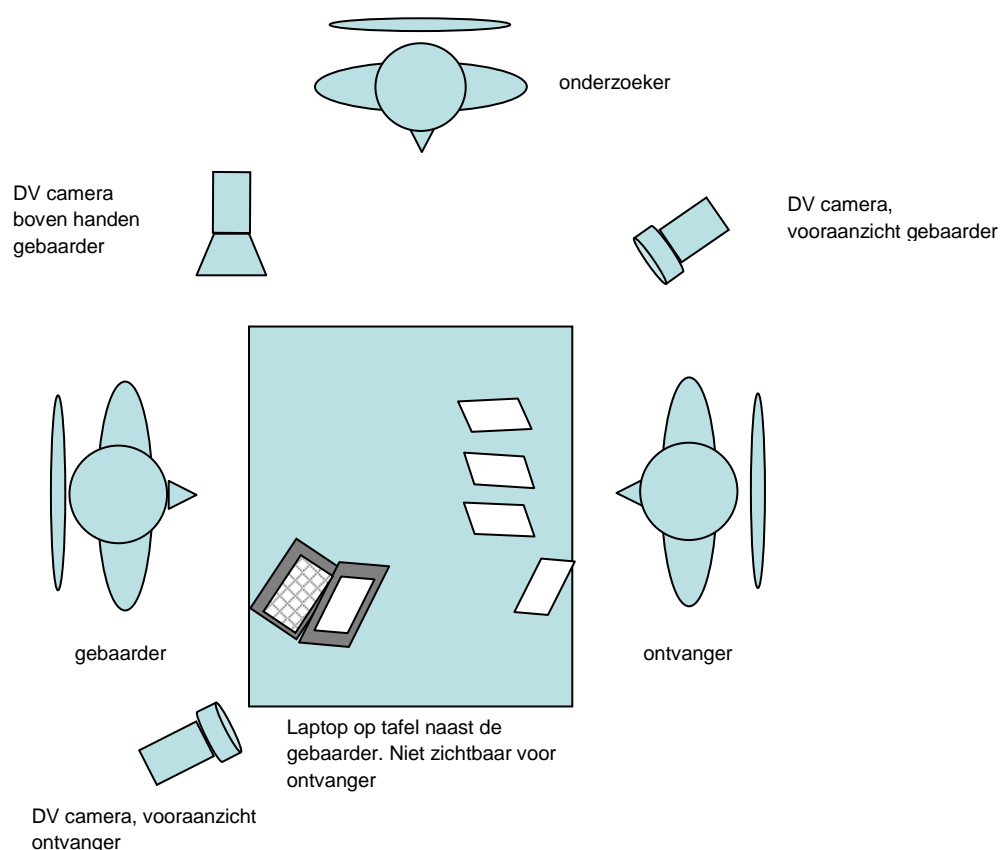 onderzoeker
DV camera
boven handen
gebaarder
DV camera,
vooraanzicht gebaarder
gebaarder
ontvanger
Laptop op tafel naast de
gebaarder. Niet zichtbaar voor
ontvanger
DV camera, vooraanzicht
ontvanger